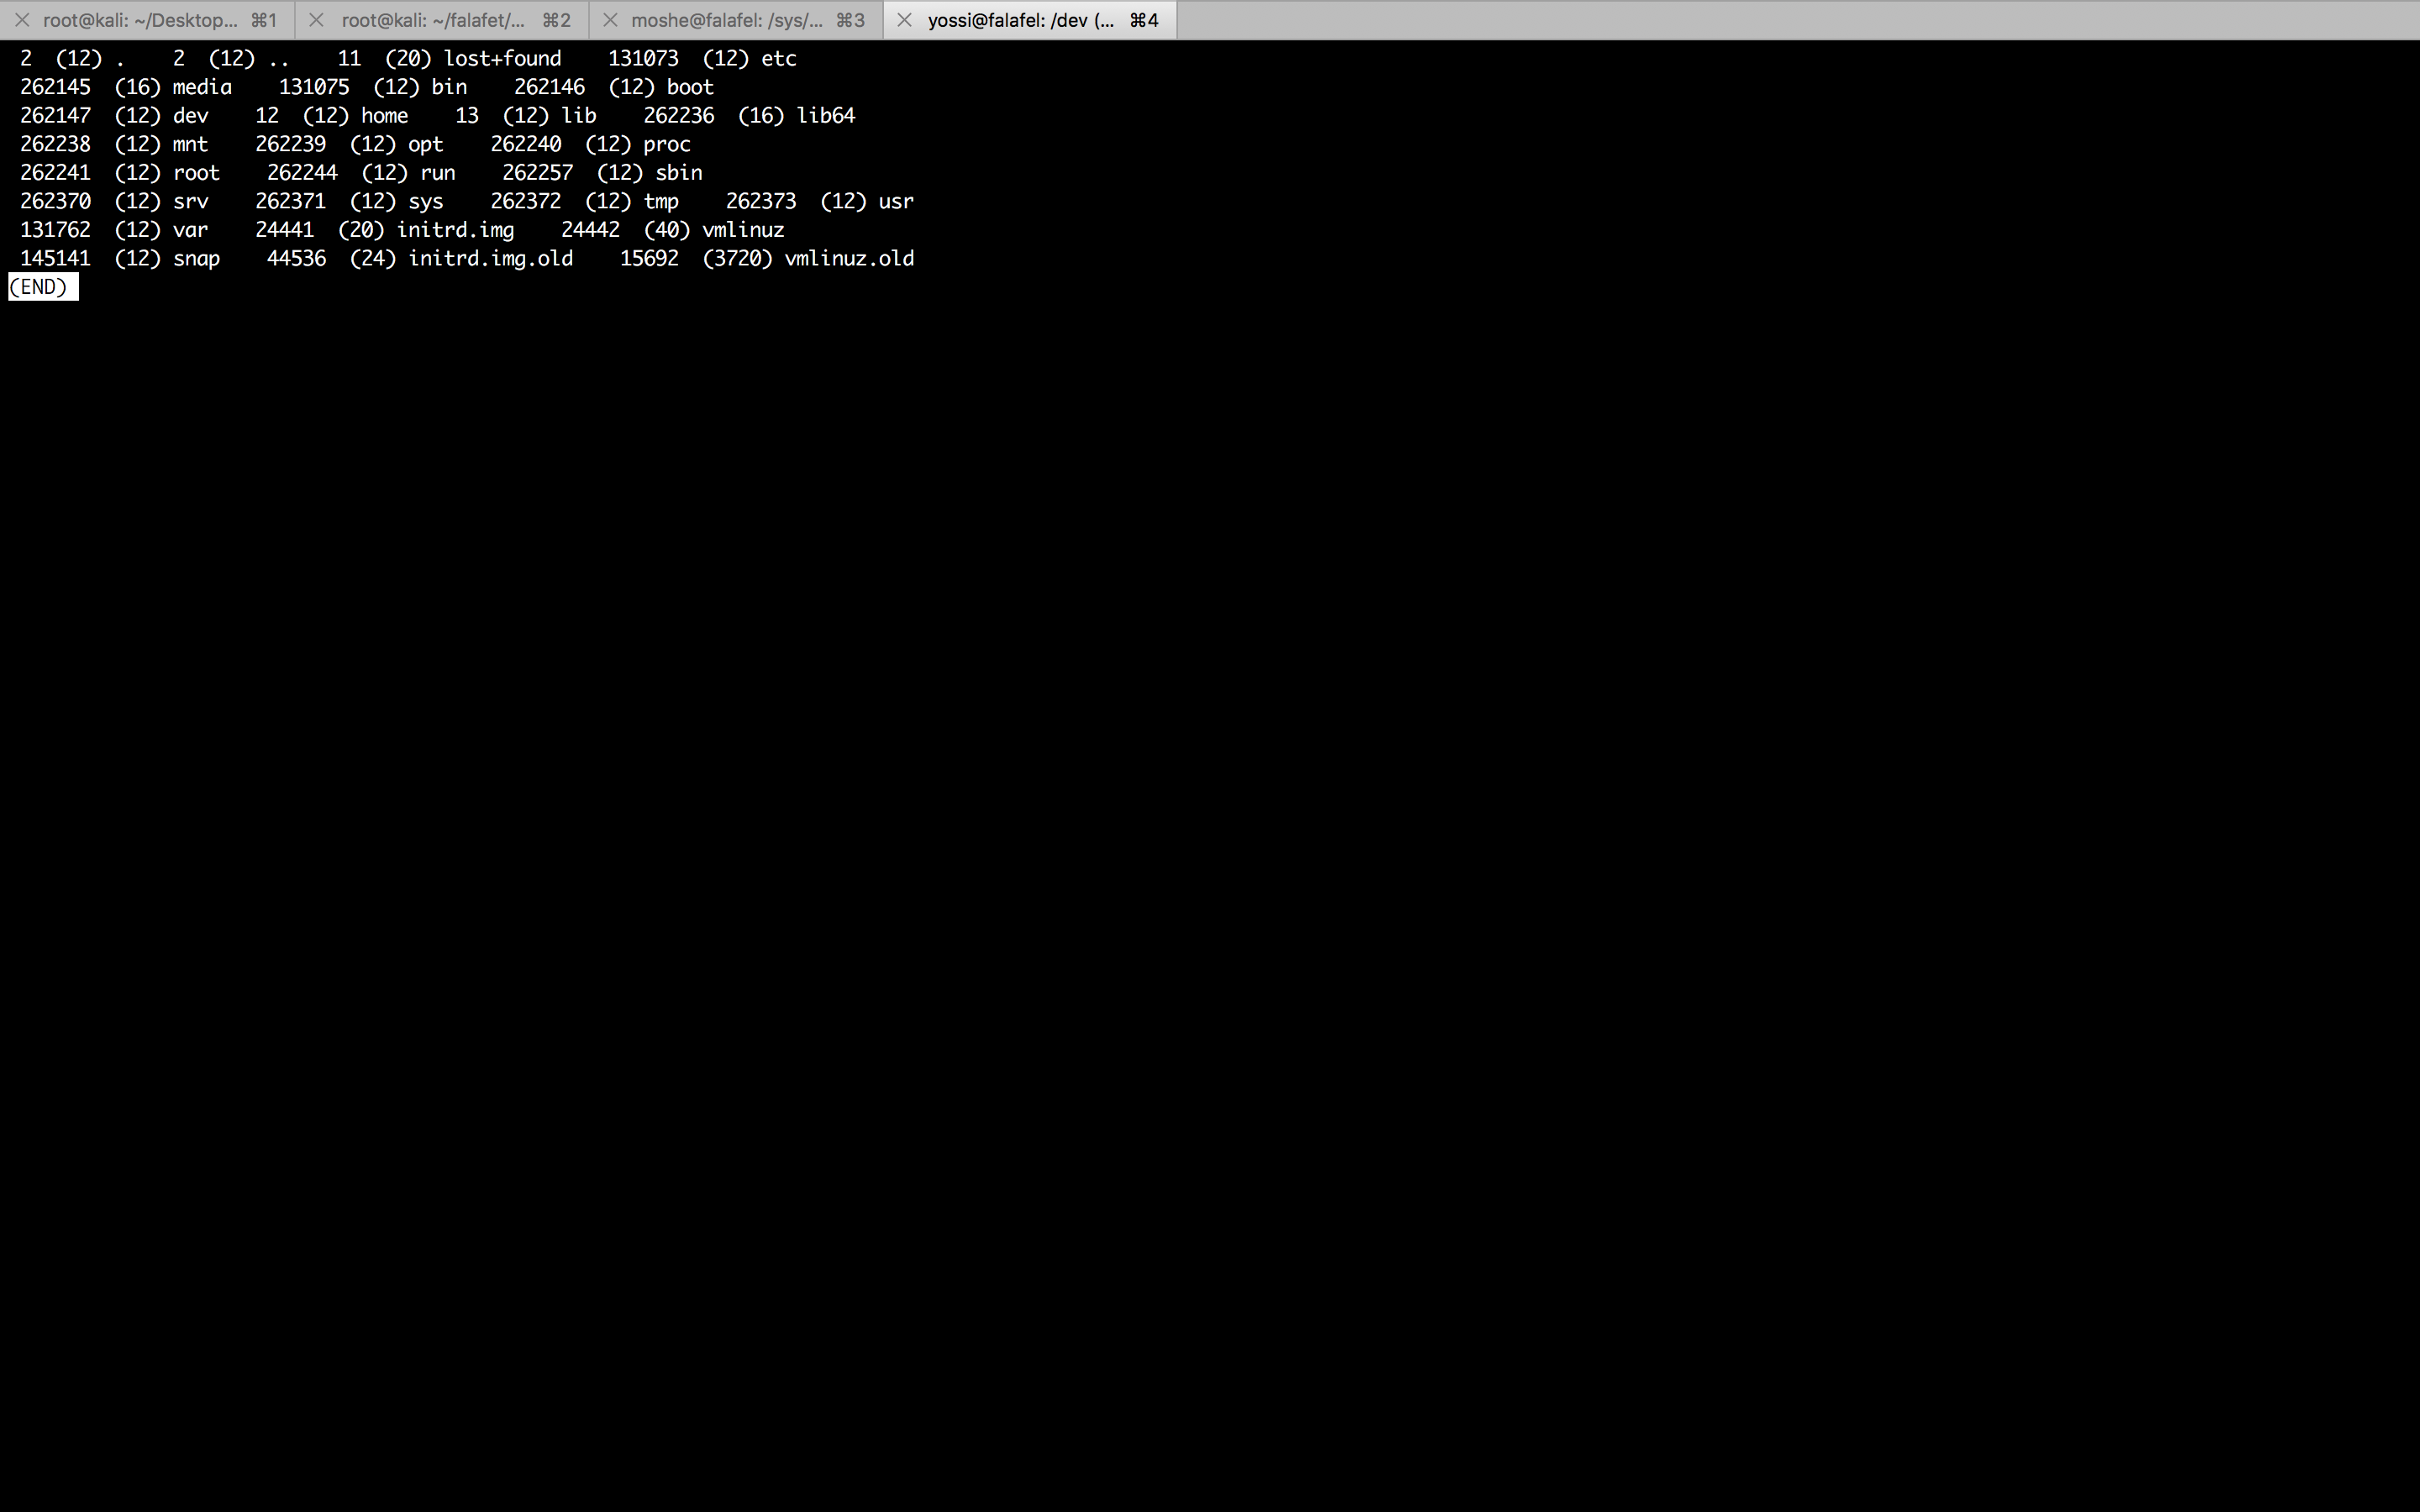 root@kali: ~/Desktop... ⌘1 root@kali: ~/falafet/... ⌘2 moshe@falafel: /sys/... ⌘3 yossi@falafel: /dev (... ⌘4
2  (12) .    2  (12) ..    11  (20) lost+found    131073  (12) etc
262145  (16) media    131075  (12) bin    262146  (12) boot
262147  (12) dev    12  (12) home    13  (12) lib    262236  (16) lib64
262238  (12) mnt    262239  (12) opt    262240  (12) proc
262241  (12) root    262244  (12) run    262257  (12) sbin
262370  (12) srv    262371  (12) sys    262372  (12) tmp    262373  (12) usr
131762  (12) var    24441  (20) initrd.img    24442  (40) vmlinuz
145141  (12) snap    44536  (24) initrd.img.old    15692  (3720) vmlinuz.old
(END)